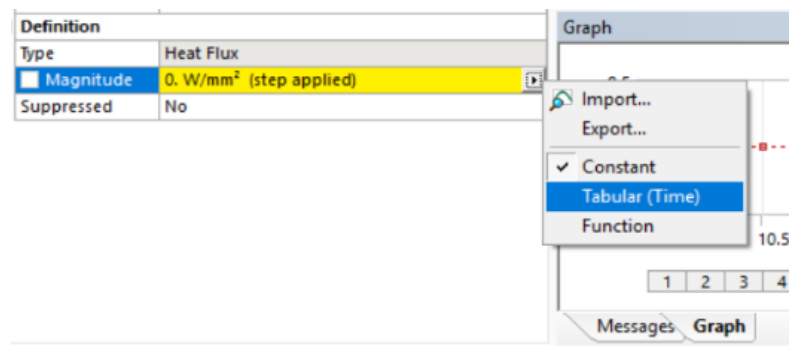 Definition
Type Heat Flux
Magnitude 0. W/mm² (step applied)
Suppressed No
Graph
Import...
Export...
Constant
Tabular (Time)
Function
10.5
1 2 3 4
Messages Graph